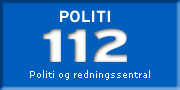 POLITI
112
Politi og redningssentral